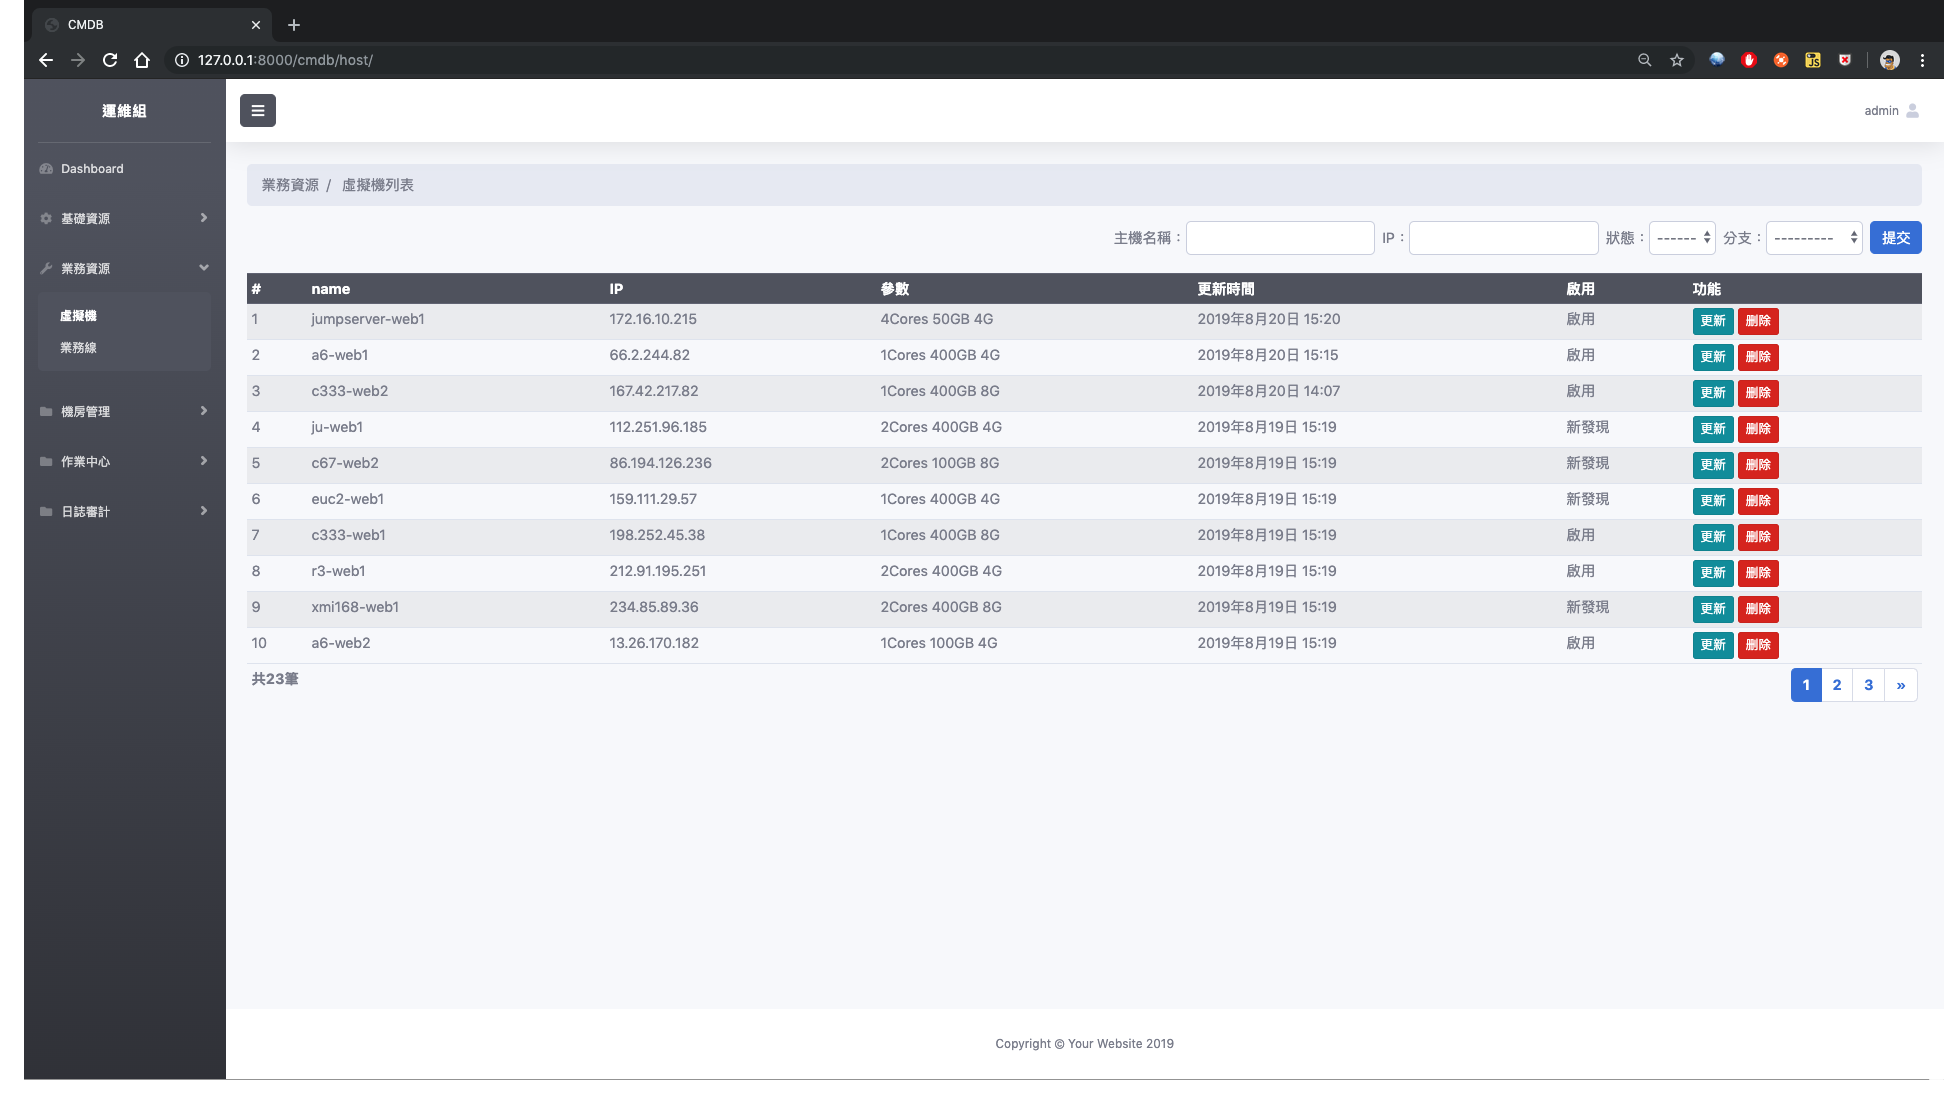 CMDB
127.0.0.1:8000/cmdb/host/
運維組
admin
Dashboard
基礎資源
業務資源
虛擬機
業務線
機房管理
作業中心
日誌審計
業務資源 / 虛擬機列表
主機名稱： IP： 狀態： ------ 分支： --------- 提交
# name IP 參數 更新時間 啟用 功能
1 jumpserver-web1 172.16.10.215 4Cores 50GB 4G 2019年8月20日 15:20 啟用 更新 刪除
2 a6-web1 66.2.244.82 1Cores 400GB 4G 2019年8月20日 15:15 啟用 更新 刪除
3 c333-web2 167.42.217.82 1Cores 400GB 8G 2019年8月20日 14:07 啟用 更新 刪除
4 ju-web1 112.251.96.185 2Cores 400GB 4G 2019年8月19日 15:19 新發現 更新 刪除
5 c67-web2 86.194.126.236 2Cores 100GB 8G 2019年8月19日 15:19 新發現 更新 刪除
6 euc2-web1 159.111.29.57 1Cores 400GB 4G 2019年8月19日 15:19 新發現 更新 刪除
7 c333-web1 198.252.45.38 1Cores 400GB 8G 2019年8月19日 15:19 啟用 更新 刪除
8 r3-web1 212.91.195.251 2Cores 400GB 4G 2019年8月19日 15:19 啟用 更新 刪除
9 xmi168-web1 234.85.89.36 2Cores 400GB 8G 2019年8月19日 15:19 新發現 更新 刪除
10 a6-web2 13.26.170.182 1Cores 100GB 4G 2019年8月19日 15:19 啟用 更新 刪除
共23筆
1 2 3 »
Copyright © Your Website 2019